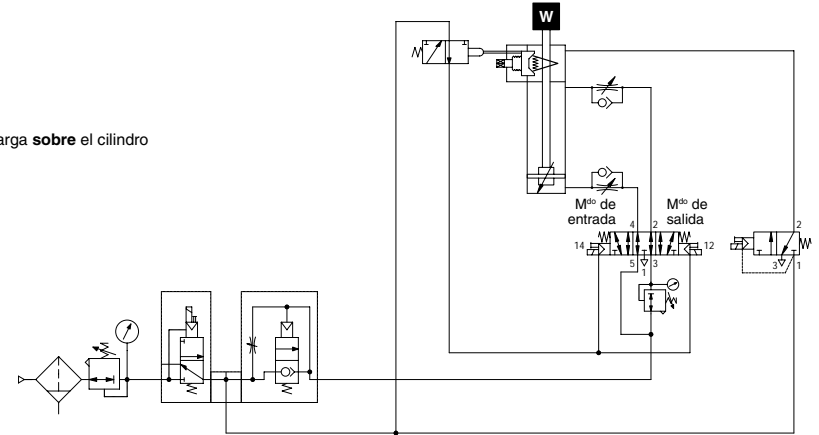 W
arga sobre el cilindro
Mdo de entrada
Mdo de salida
4 2
14 12
5 3
1
2
3 1